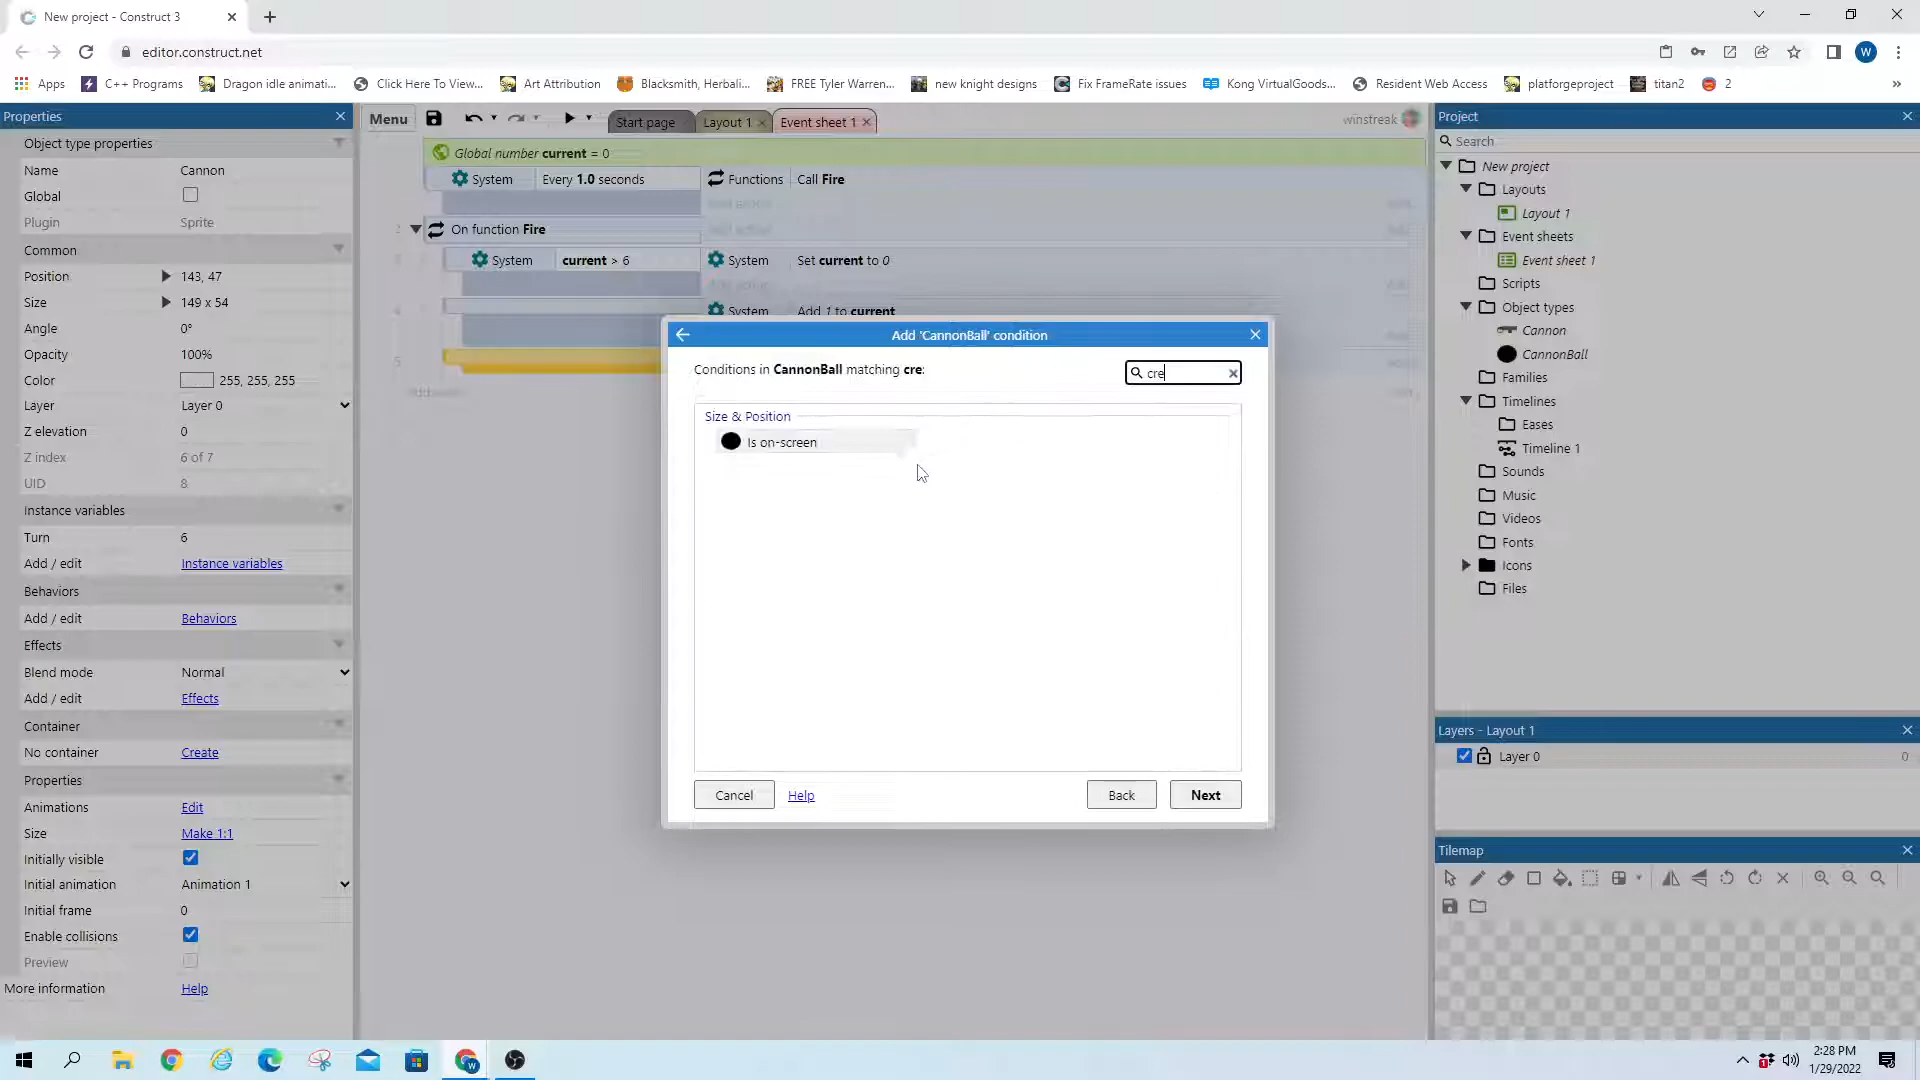 New project - Construct 3
editor.construct.net
W
Apps
C++ Programs
Dragon idle animati...
Click Here To View...
Art Attribution
Blacksmith, Herbali...
FREE Tyler Warren...
new knight designs
Fix FrameRate issues
Kong VirtualGoods...
Resident Web Access
platforgeproject
titan2
2
»
Properties
Object type properties
Name Cannon
Global
Plugin Sprite
Common
Position 143, 47
Size 149 x 54
Angle 0°
Opacity 100%
Color 255, 255, 255
Layer Layer 0
Z elevation 0
Z index 6 of 7
UID 8
Instance variables
Turn 6
Add / edit Instance variables
Behaviors
Add / edit Behaviors
Effects
Blend mode Normal
Add / edit Effects
Container
No container Create
Properties
Animations Edit
Size Make 1:1
Initially visible
Initial animation Animation 1
Initial frame 0
Enable collisions
Preview
More information Help
Menu
Start page
Layout 1
Event sheet 1
winstreak
Global number current = 0
System Every 1.0 seconds
Functions Call Fire
2 On function Fire
System current > 6
System Set current to 0
4
System Add 1 to current
5
Add 'CannonBall' condition
Conditions in CannonBall matching cre:
cre
Size & Position
Is on-screen
Cancel
Help
Back
Next
Project
Search
New project
Layouts
Layout 1
Event sheets
Event sheet 1
Scripts
Object types
Cannon
CannonBall
Families
Timelines
Eases
Timeline 1
Sounds
Music
Videos
Fonts
Icons
Files
Layers - Layout 1
Layer 0 0
Tilemap
W
2:28 PM
1/29/2022